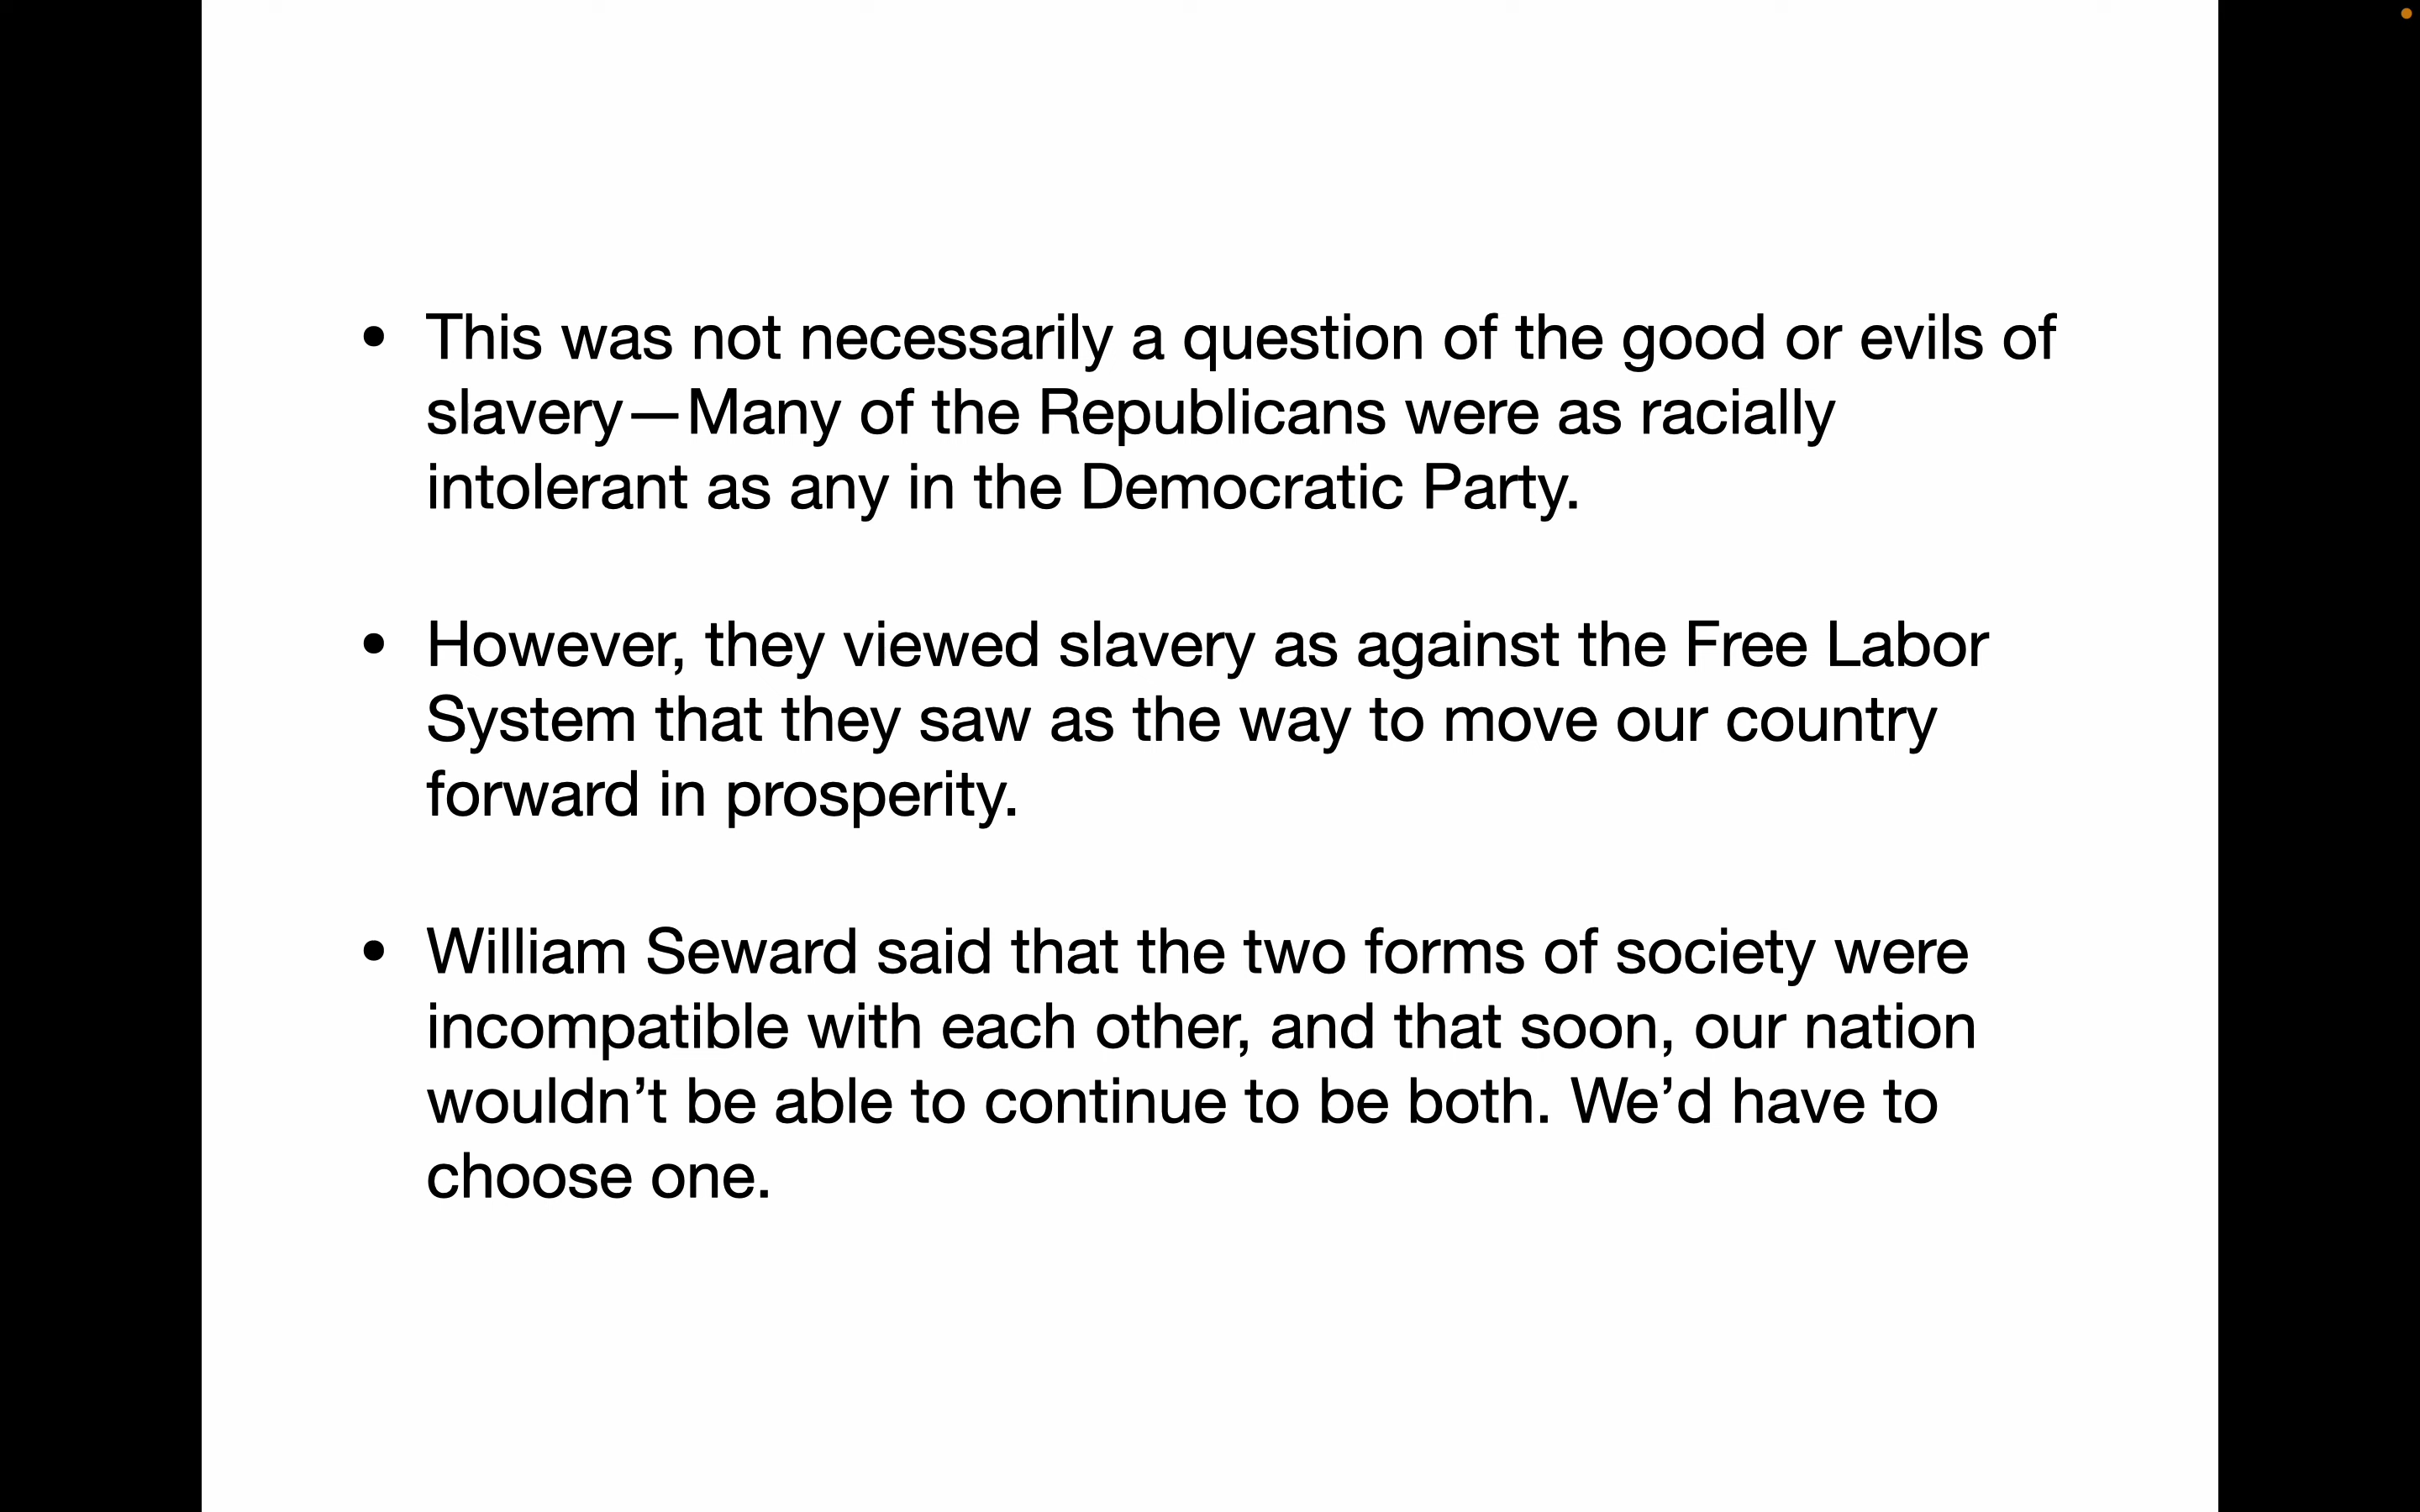 • This was not necessarily a question of the good or evils of
slavery—Many of the Republicans were as racially
intolerant as any in the Democratic Party.
• However, they viewed slavery as against the Free Labor
System that they saw as the way to move our country
forward in prosperity.
• William Seward said that the two forms of society were
incompatible with each other, and that soon, our nation
wouldn’t be able to continue to be both. We’d have to
choose one.